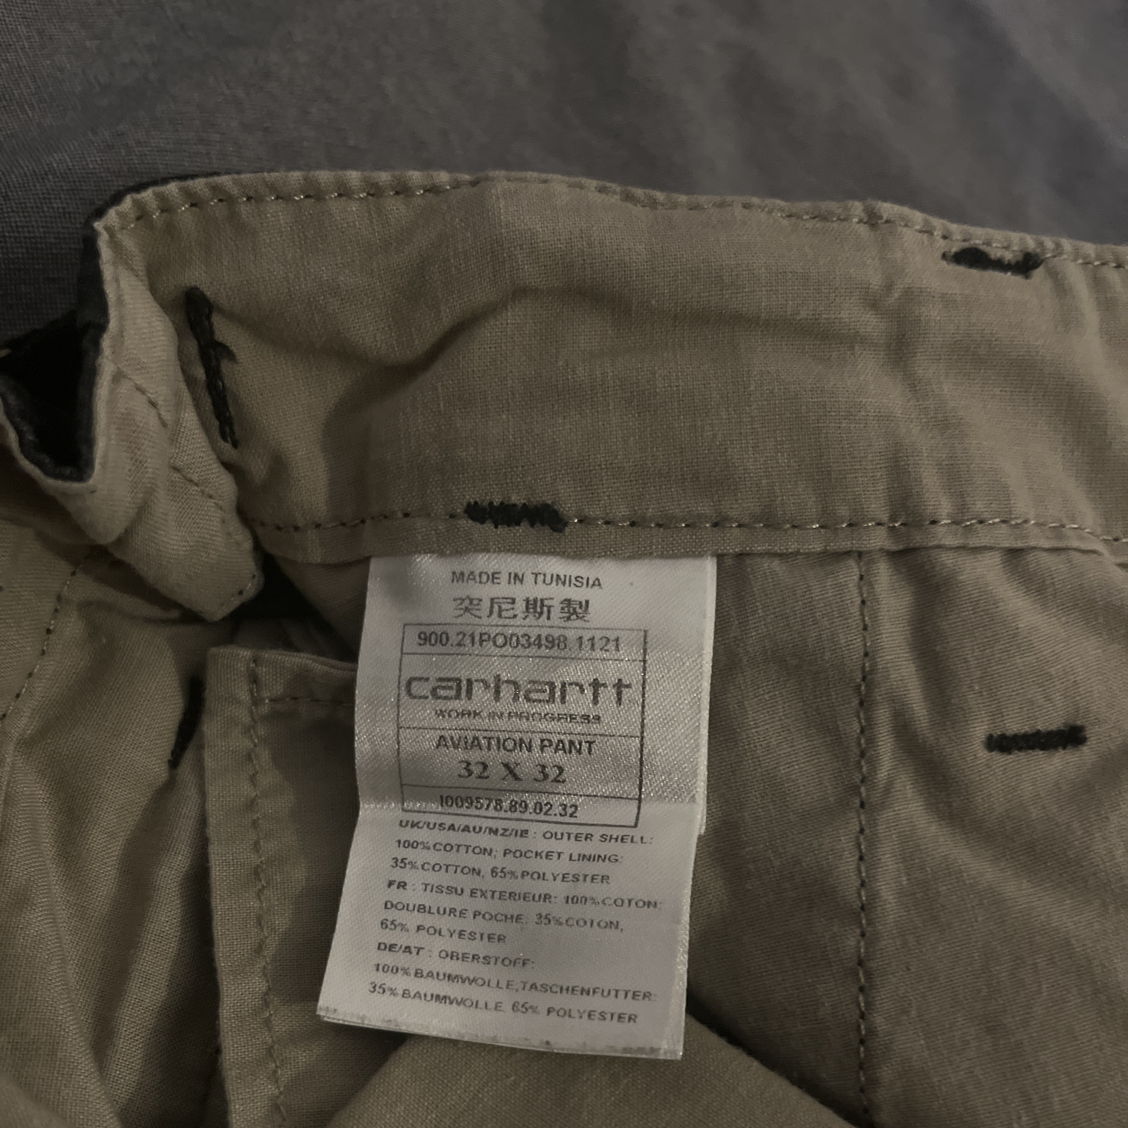 MADE IN TUNISIA
突尼斯製
900.21PO03498.1121
carhartt
WORK IN PROGRESS
AVIATION PANT
32 X 32
I009578.89.02.32
UK/USA/AU/NZ/IE : OUTER SHELL:
100%COTTON; POCKET LINING:
35%COTTON, 65%POLYESTER
FR : TISSU EXTERIEUR: 100%COTON;
DOUBLURE POCHE: 35%COTON,
65% POLYESTER
DE/AT : OBERSTOFF:
100%BAUMWOLLE,TASCHENFUTTER:
35%BAUMWOLLE, 65% POLYESTER